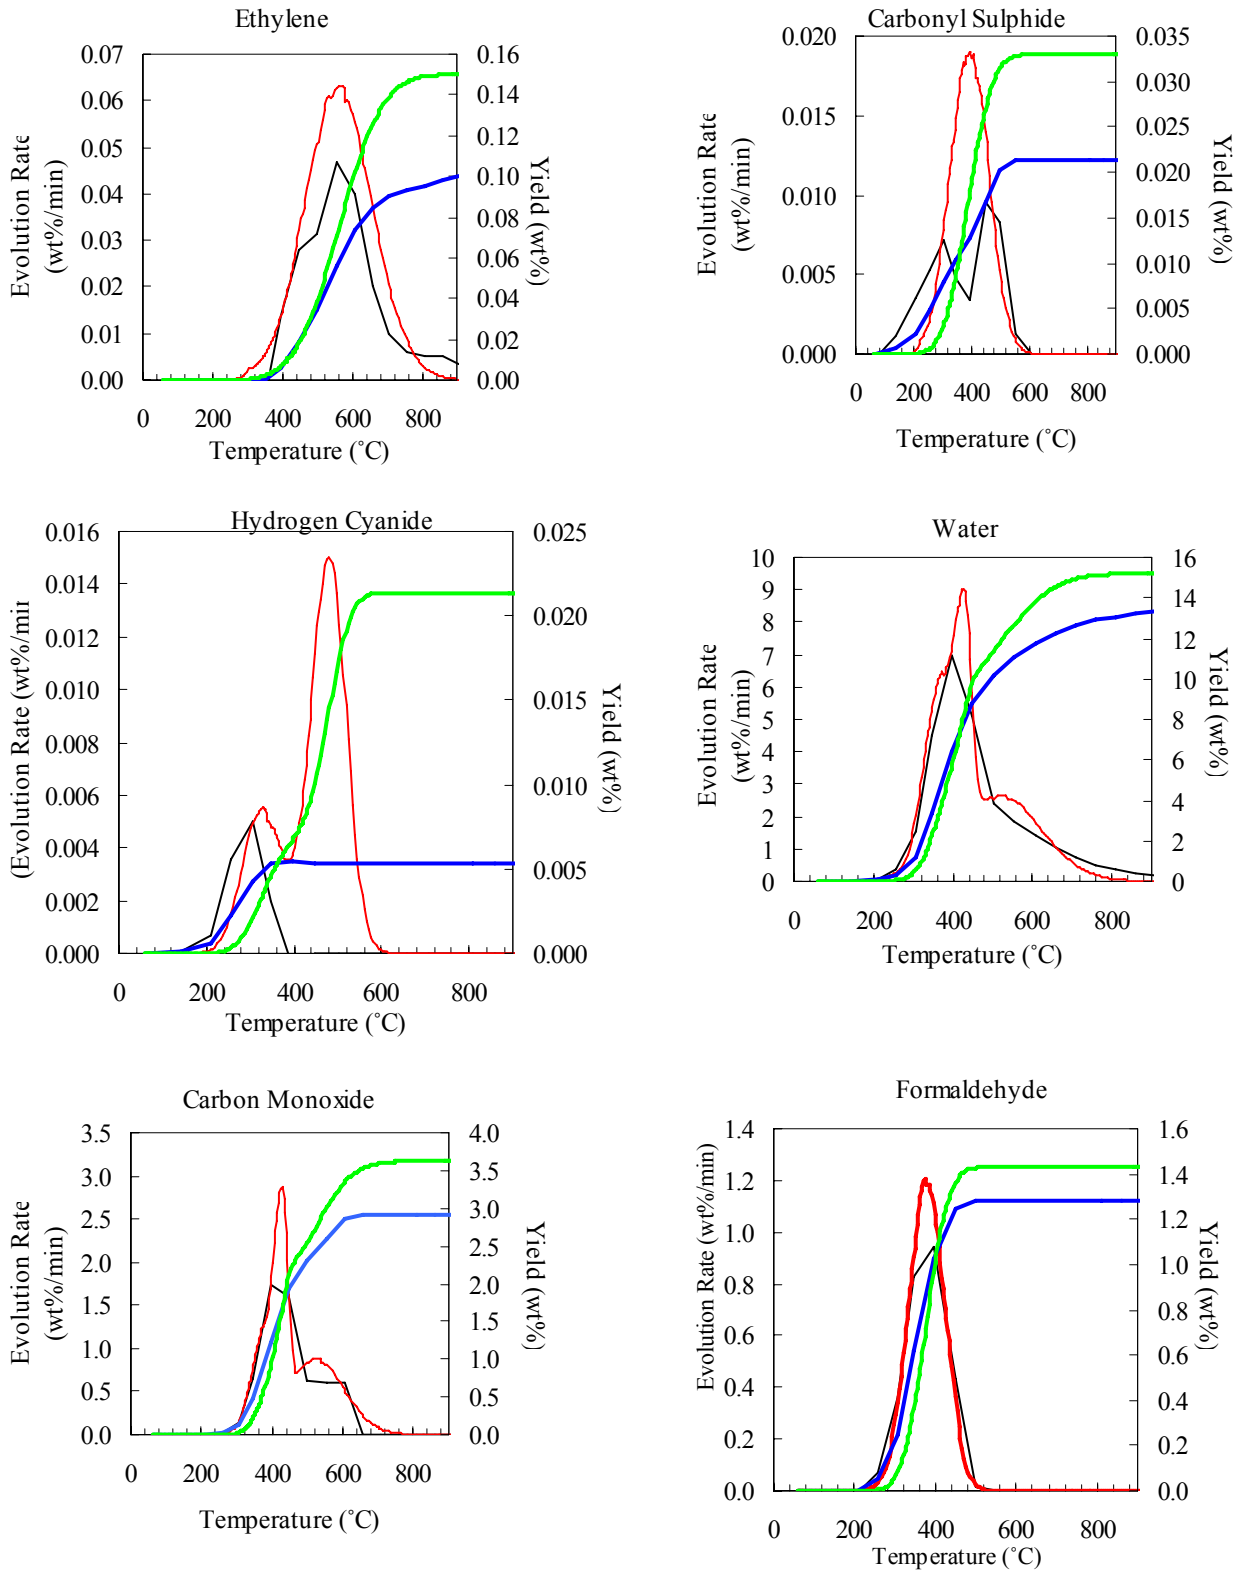 Ethylene
0.07
0.06
0.05
0.04
0.03
0.02
0.01
0.00
0.16
0.14
0.12
0.10
0.08
0.06
0.04
0.02
0.00
0 200 400 600 800
Temperature (˚C)
Evolution Rate
(wt%/min)
Yield (wt%)
Carbonyl Sulphide
0.020
0.015
0.010
0.005
0.000
0.035
0.030
0.025
0.020
0.015
0.010
0.005
0.000
0 200 400 600 800
Temperature (˚C)
Evolution Rate
(wt%/min)
Yield (wt%)
Hydrogen Cyanide
0.016
0.014
0.012
0.010
0.008
0.006
0.004
0.002
0.000
0.025
0.020
0.015
0.010
0.005
0.000
0 200 400 600 800
Temperature (˚C)
(Evolution Rate (wt%/min
Yield (wt%)
Water
10
9
8
7
6
5
4
3
2
1
0
16
14
12
10
8
6
4
2
0
0 200 400 600 800
Temperature (˚C)
Evolution Rate
(wt%/min)
Yield (wt%)
Carbon Monoxide
3.5
3.0
2.5
2.0
1.5
1.0
0.5
0.0
4.0
3.5
3.0
2.5
2.0
1.5
1.0
0.5
0.0
0 200 400 600 800
Temperature (˚C)
Evolution Rate
(wt%/min)
Yield (wt%)
Formaldehyde
1.4
1.2
1.0
0.8
0.6
0.4
0.2
0.0
1.6
1.4
1.2
1.0
0.8
0.6
0.4
0.2
0.0
0 200 400 600 800
Temperature (˚C)
Evolution Rate (wt%/min)
Yield (wt%)